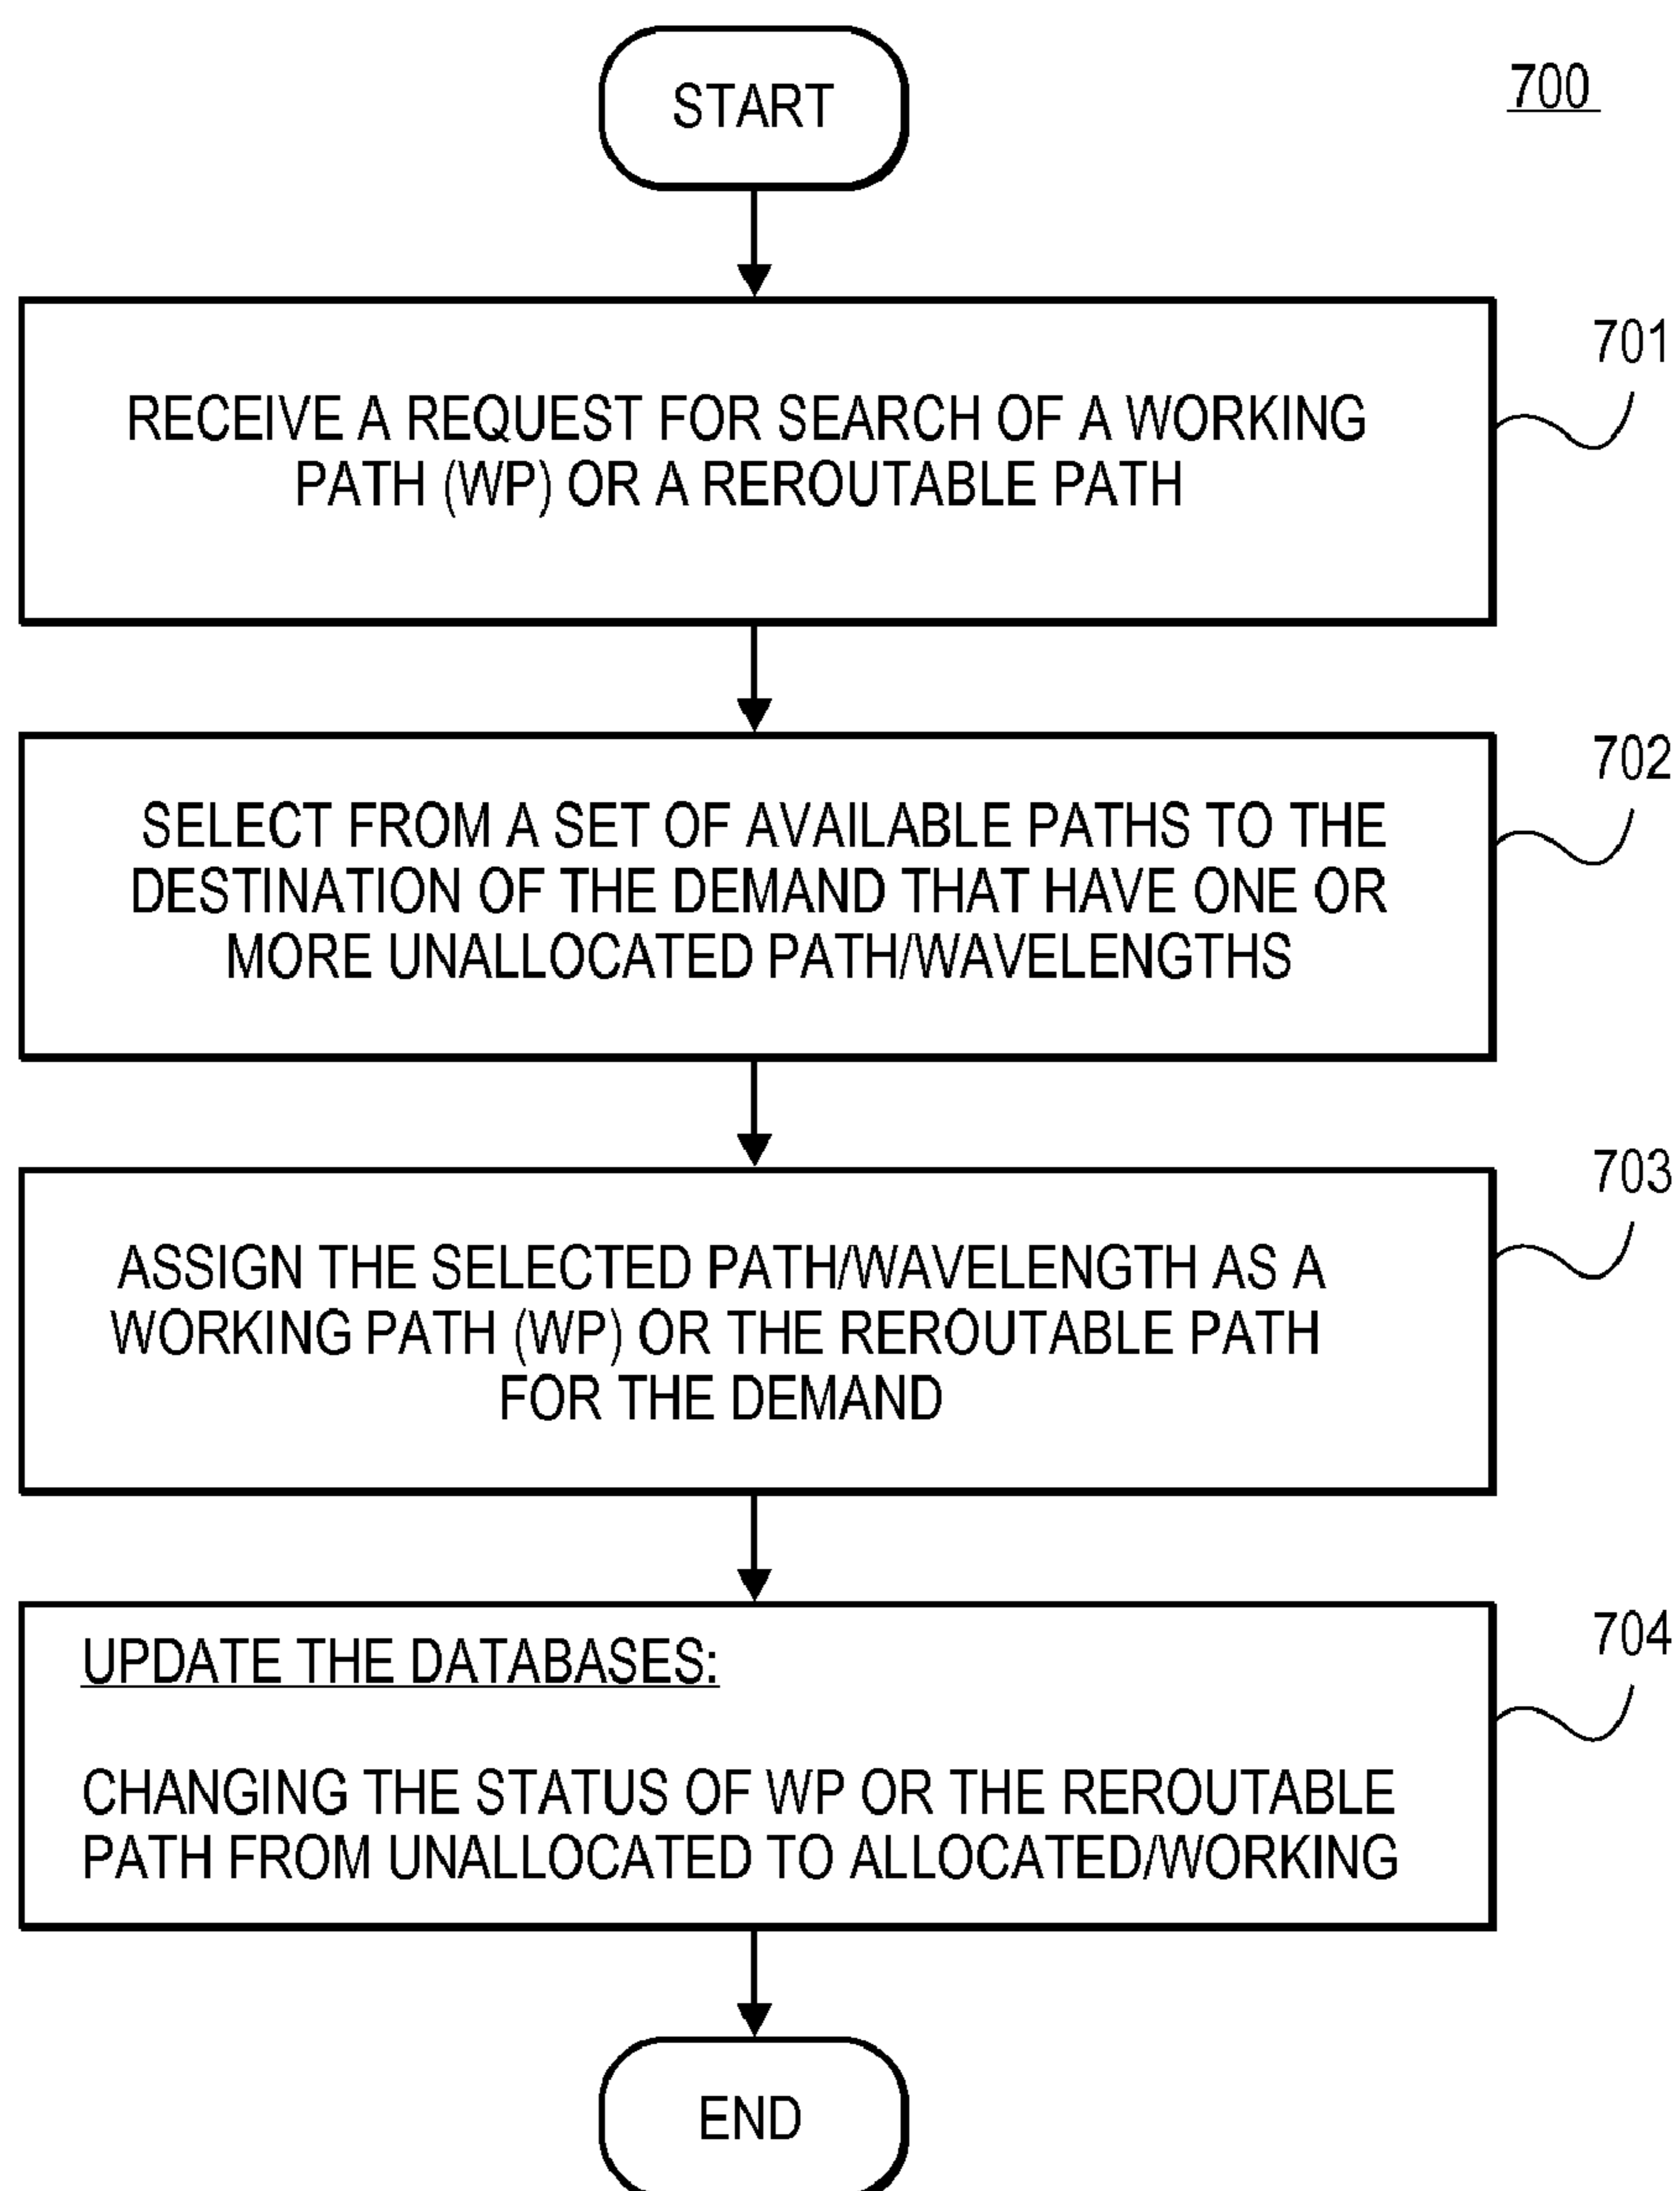 START
700
701
RECEIVE A REQUEST FOR SEARCH OF A WORKING
PATH (WP) OR A REROUTABLE PATH
702
SELECT FROM A SET OF AVAILABLE PATHS TO THE
DESTINATION OF THE DEMAND THAT HAVE ONE OR
MORE UNALLOCATED PATH/WAVELENGTHS
703
ASSIGN THE SELECTED PATH/WAVELENGTH AS A
WORKING PATH (WP) OR THE REROUTABLE PATH
FOR THE DEMAND
704
UPDATE THE DATABASES:
CHANGING THE STATUS OF WP OR THE REROUTABLE
PATH FROM UNALLOCATED TO ALLOCATED/WORKING
END